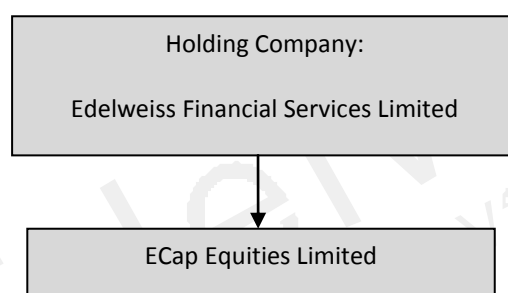 Holding Company:
Edelweiss Financial Services Limited
ECap Equities Limited